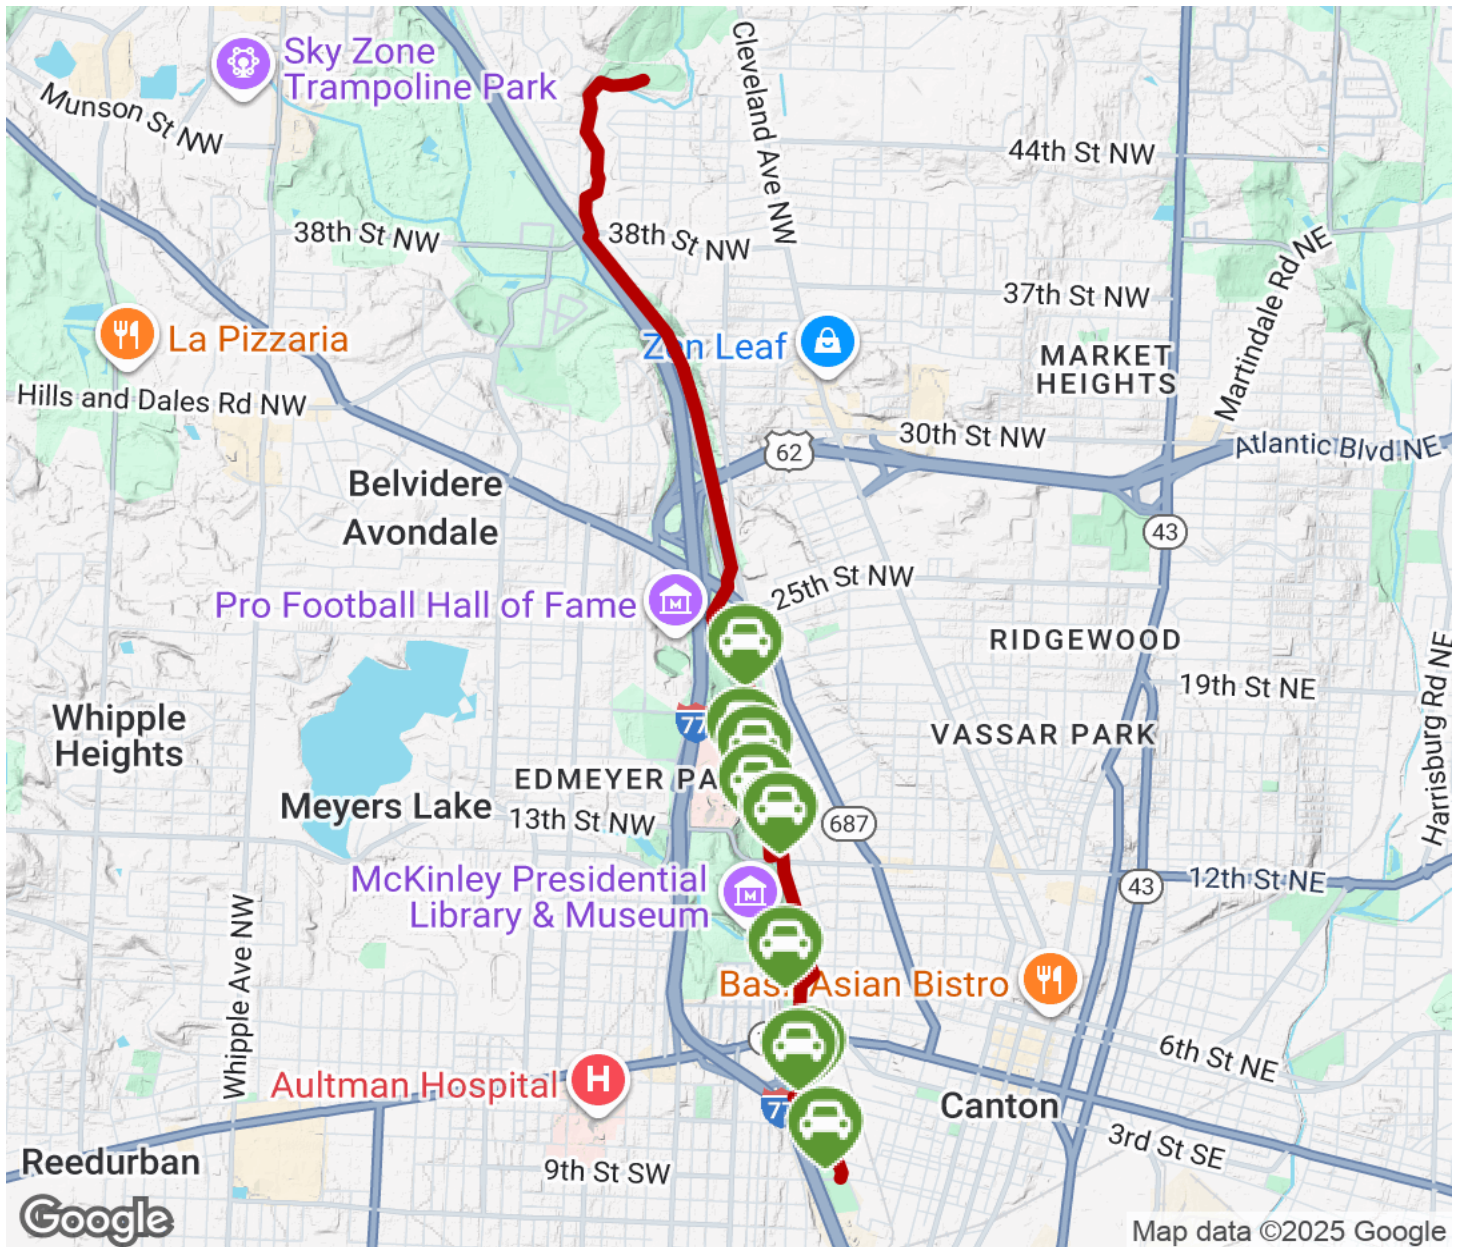 Sky Zone
Trampoline Park
Cleveland Ave NW
Munson St NW
44th St NW
38th St NW
38th St NW
Martindale Rd NE
37th St NW
La Pizzaria
Zen Leaf
MARKET
HEIGHTS
Hills and Dales Rd NW
30th St NW
Atlantic Blvd NE
62
Belvidere
Avondale
43
25th St NW
Pro Football Hall of Fame
RIDGEWOOD
Harrisburg Rd NE
19th St NE
Whipple
Heights
77
VASSAR PARK
EDMEYER PA
Meyers Lake
13th St NW
687
McKinley Presidential
Library & Museum
43
12th St NE
Whipple Ave NW
Asian Bistro
6th St NE
Aultman Hospital
H
Canton
3rd St SE
Reedurban
9th St SW
Google
Map data ©2025 Google